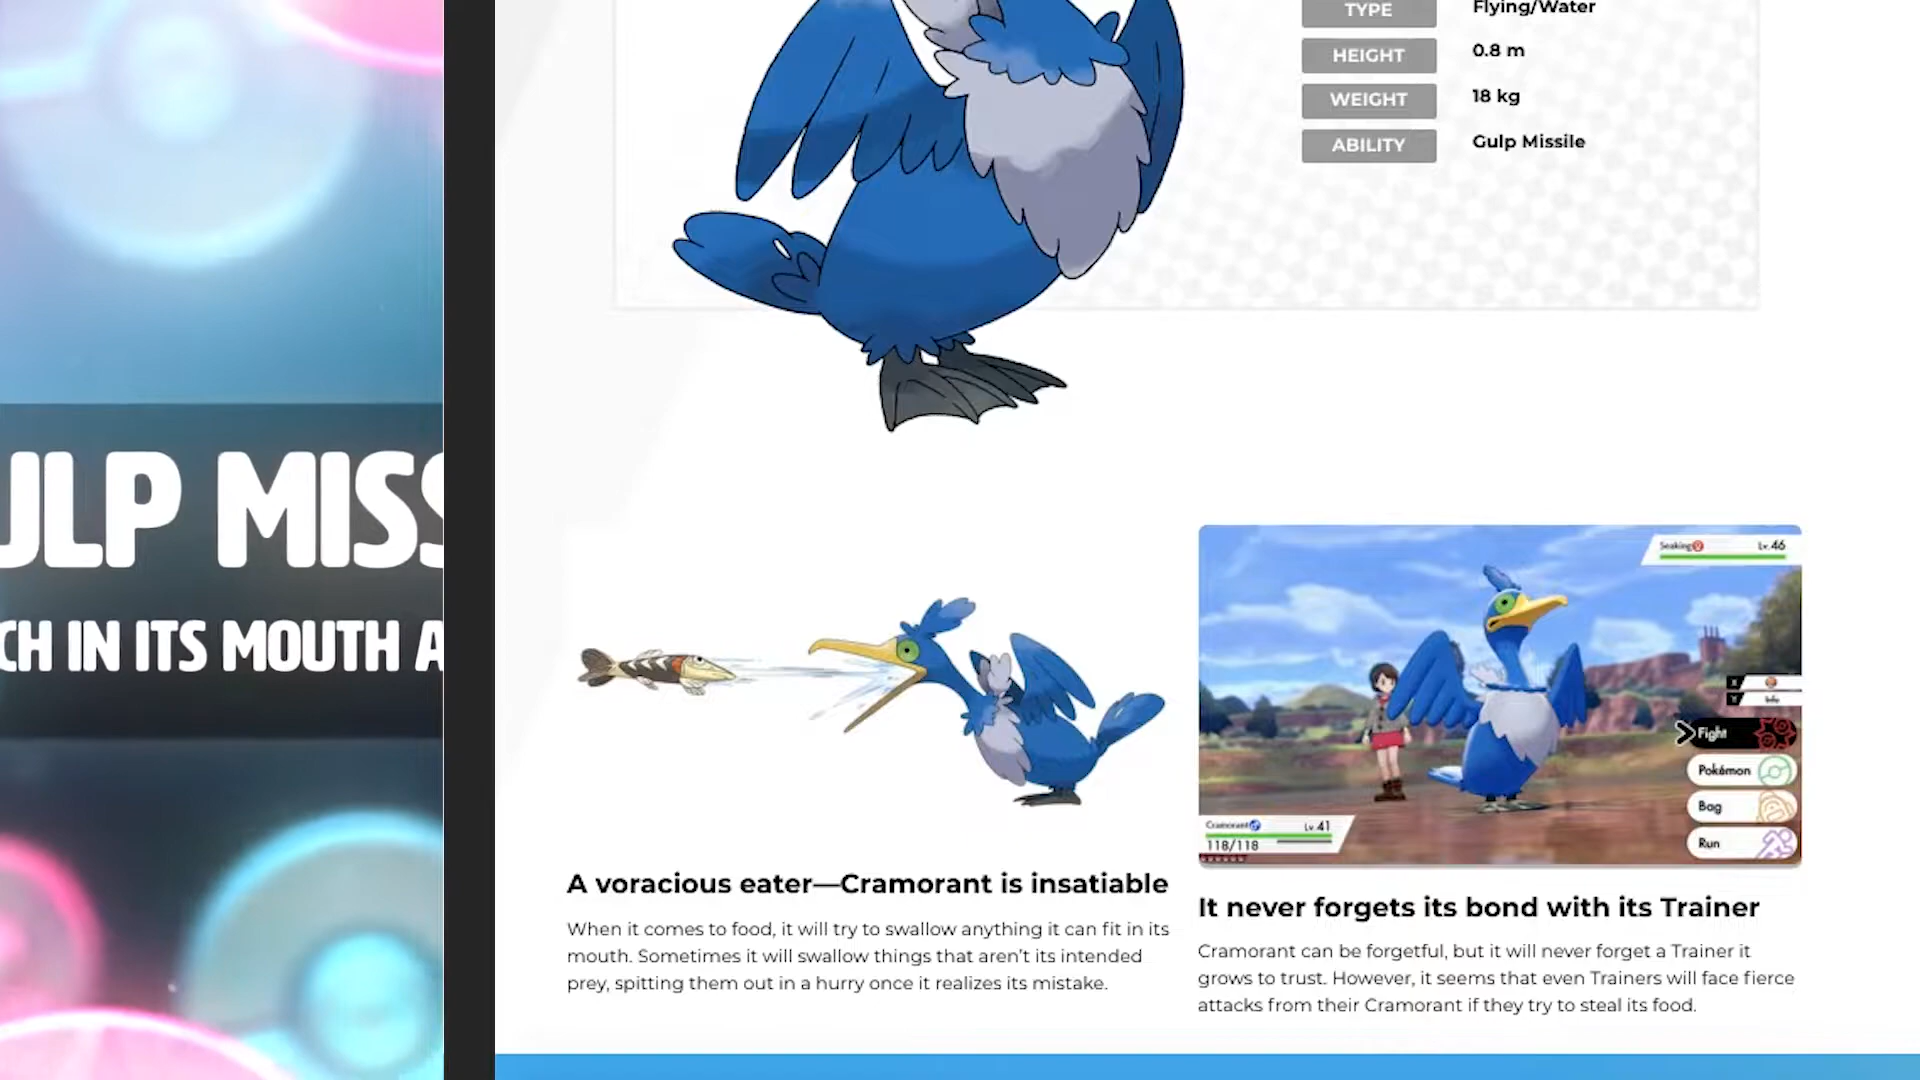 TYPE Flying/Water
HEIGHT 0.8 m
WEIGHT 18 kg
ABILITY Gulp Missile
ULP MISS
CH IN ITS MOUTH A
Seaking Lv.46
X
Y Info
Fight
Pokémon
Bag
Run
Cramorant Lv.41
118/118
A voracious eater—Cramorant is insatiable
When it comes to food, it will try to swallow anything it can fit in its
mouth. Sometimes it will swallow things that aren't its intended
prey, spitting them out in a hurry once it realizes its mistake.
It never forgets its bond with its Trainer
Cramorant can be forgetful, but it will never forget a Trainer it
grows to trust. However, it seems that even Trainers will face fierce
attacks from their Cramorant if they try to steal its food.